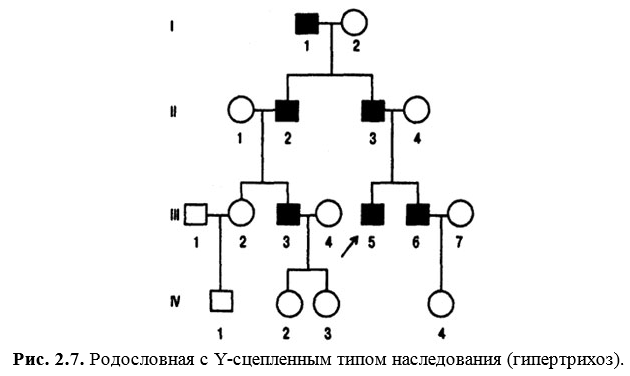 I
1 2
II
1 2 3 4
III
1 2 3 4 5 6 7
IV
1 2 3 4
Рис. 2.7. Родословная с Y-сцепленным типом наследования (гипертрихоз).